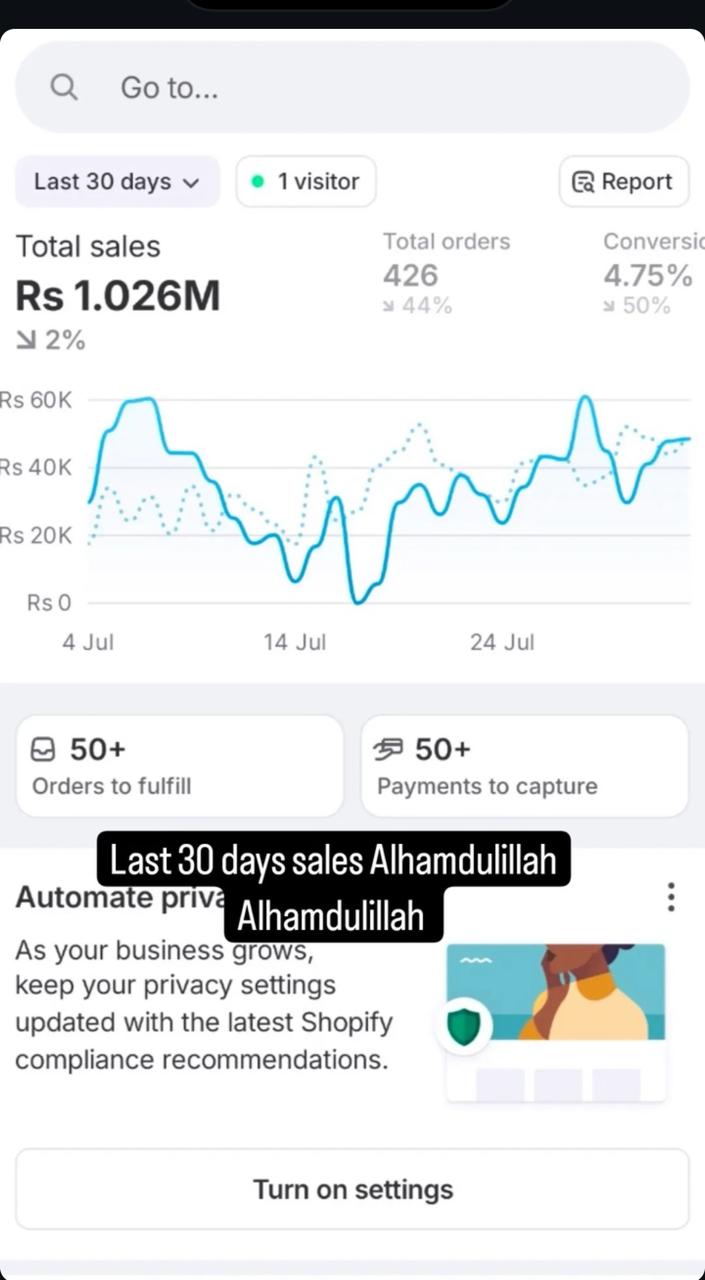 Go to...
Last 30 days
1 visitor
Report
Total sales
Rs 1.026M
↘ 2%
Total orders
426
↘ 44%
Conversio
4.75%
↘ 50%
Rs 60K
Rs 40K
Rs 20K
Rs 0
4 Jul
14 Jul
24 Jul
50+
Orders to fulfill
50+
Payments to capture
Last 30 days sales Alhamdulillah
Alhamdulillah
Automate priva
As your business grows,
keep your privacy settings
updated with the latest Shopify
compliance recommendations.
Turn on settings